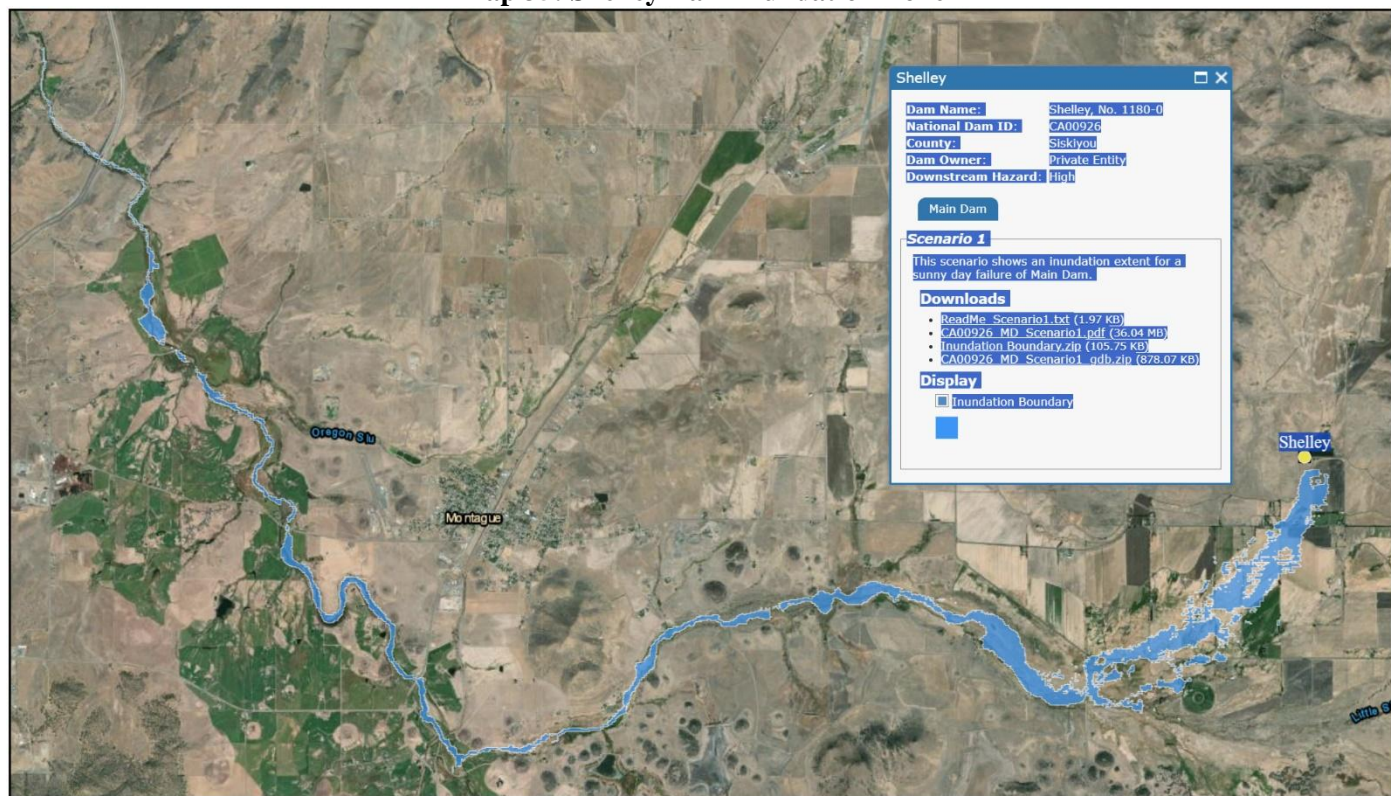 Shelley
Dam Name: Shelley, No. 1180-0
National Dam ID: CA00926
County: Siskiyou
Dam Owner: Private Entity
Downstream Hazard: High
Main Dam
Scenario 1
This scenario shows an inundation extent for a
sunny day failure of Main Dam.
Downloads
ReadMe_Scenario1.txt (1.97 KB)
CA00926_MD_Scenario1.pdf (36.04 MB)
Inundation_Boundary.zip (105.75 KB)
CA00926_MD_Scenario1_gdb.zip (878.07 KB)
Display
Inundation Boundary
Shelley
Oregon Slu
Montague
Little S